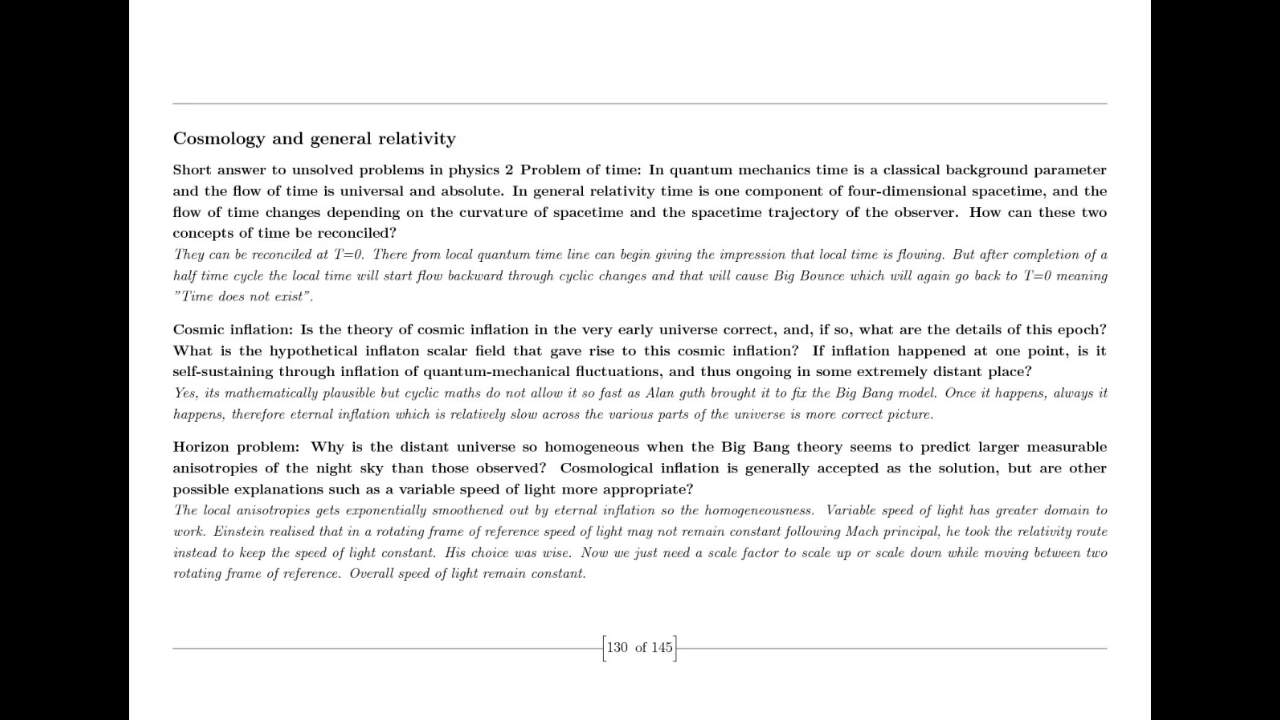 Cosmology and general relativity
Short answer to unsolved problems in physics 2 Problem of time: In quantum mechanics time is a classical background parameter
and the flow of time is universal and absolute. In general relativity time is one component of four-dimensional spacetime, and the
flow of time changes depending on the curvature of spacetime and the spacetime trajectory of the observer. How can these two
concepts of time be reconciled?
They can be reconciled at T=0. There from local quantum time line can begin giving the impression that local time is flowing. But after completion of a
half time cycle the local time will start flow backward through cyclic changes and that will cause Big Bounce which will again go back to T=0 meaning
"Time does not exist".
Cosmic inflation: Is the theory of cosmic inflation in the very early universe correct, and, if so, what are the details of this epoch?
What is the hypothetical inflaton scalar field that gave rise to this cosmic inflation? If inflation happened at one point, is it
self-sustaining through inflation of quantum-mechanical fluctuations, and thus ongoing in some extremely distant place?
Yes, its mathematically plausible but cyclic maths do not allow it so fast as Alan guth brought it to fix the Big Bang model. Once it happens, always it
happens, therefore eternal inflation which is relatively slow across the various parts of the universe is more correct picture.
Horizon problem: Why is the distant universe so homogeneous when the Big Bang theory seems to predict larger measurable
anisotropies of the night sky than those observed? Cosmological inflation is generally accepted as the solution, but are other
possible explanations such as a variable speed of light more appropriate?
The local anisotropies gets exponentially smoothened out by eternal inflation so the homogeneousness. Variable speed of light has greater domain to
work. Einstein realised that in a rotating frame of reference speed of light may not remain constant following Mach principal, he took the relativity route
instead to keep the speed of light constant. His choice was wise. Now we just need a scale factor to scale up or scale down while moving between two
rotating frame of reference. Overall speed of light remain constant.
130 of 145